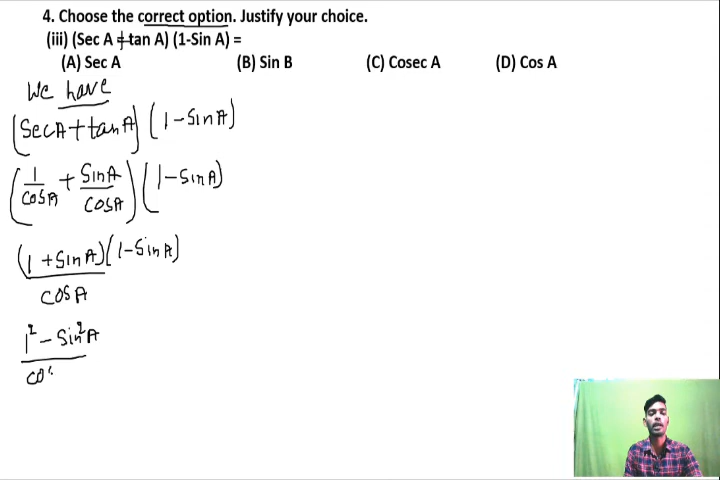 4. Choose the correct option. Justify your choice.
(iii) (Sec A + tan A) (1-Sin A) =
(A) Sec A (B) Sin B (C) Cosec A (D) Cos A
We have
(SecA + tanA) (1 - SinA)
(1/cosA + SinA/cosA) (1 - SinA)
(1 + SinA) (1 - SinA)
cosA
1² - Sin²A
cos